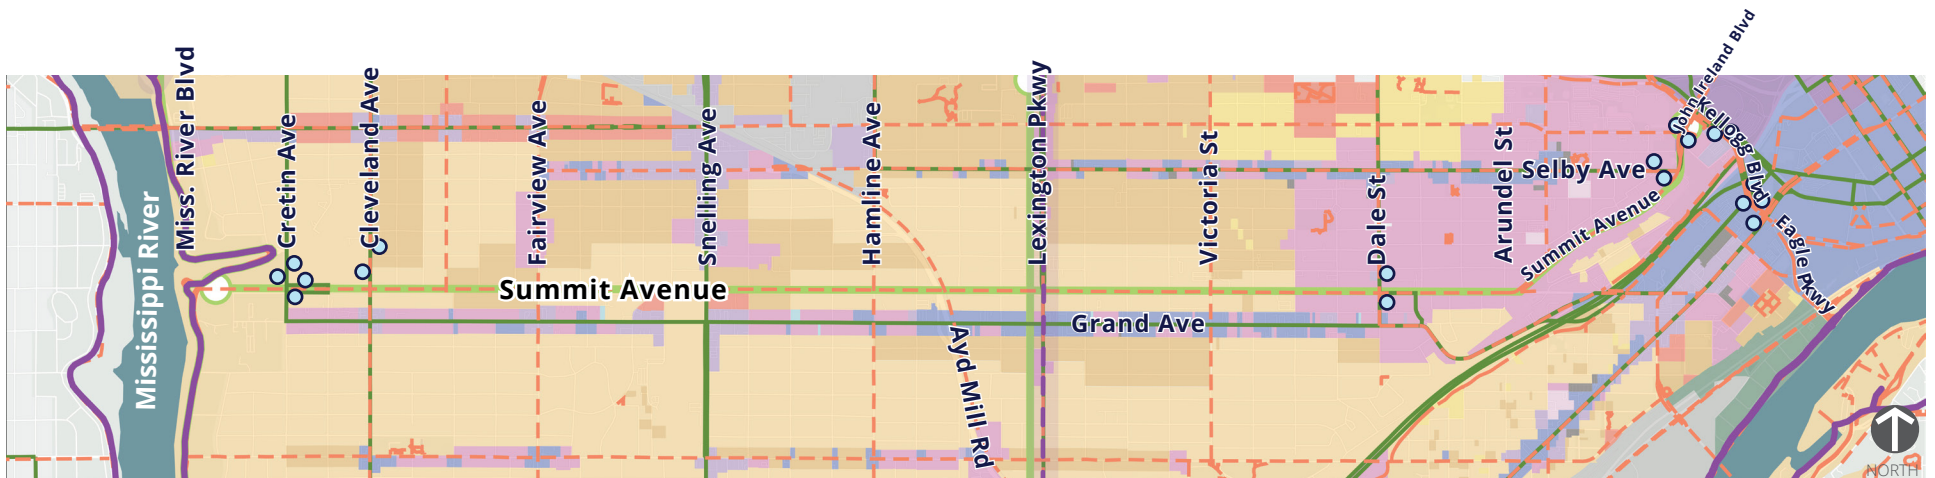 Mississippi River
Miss. River Blvd
Cretin Ave
Cleveland Ave
Fairview Ave
Snelling Ave
Hamline Ave
Lexington Pkwy
Victoria St
Dale St
Arundel St
John Ireland Blvd
Kellogg Blvd
Selby Ave
Summit Avenue
Eagle Pkwy
Summit Avenue
Grand Ave
Ayd Mill Rd
NORTH